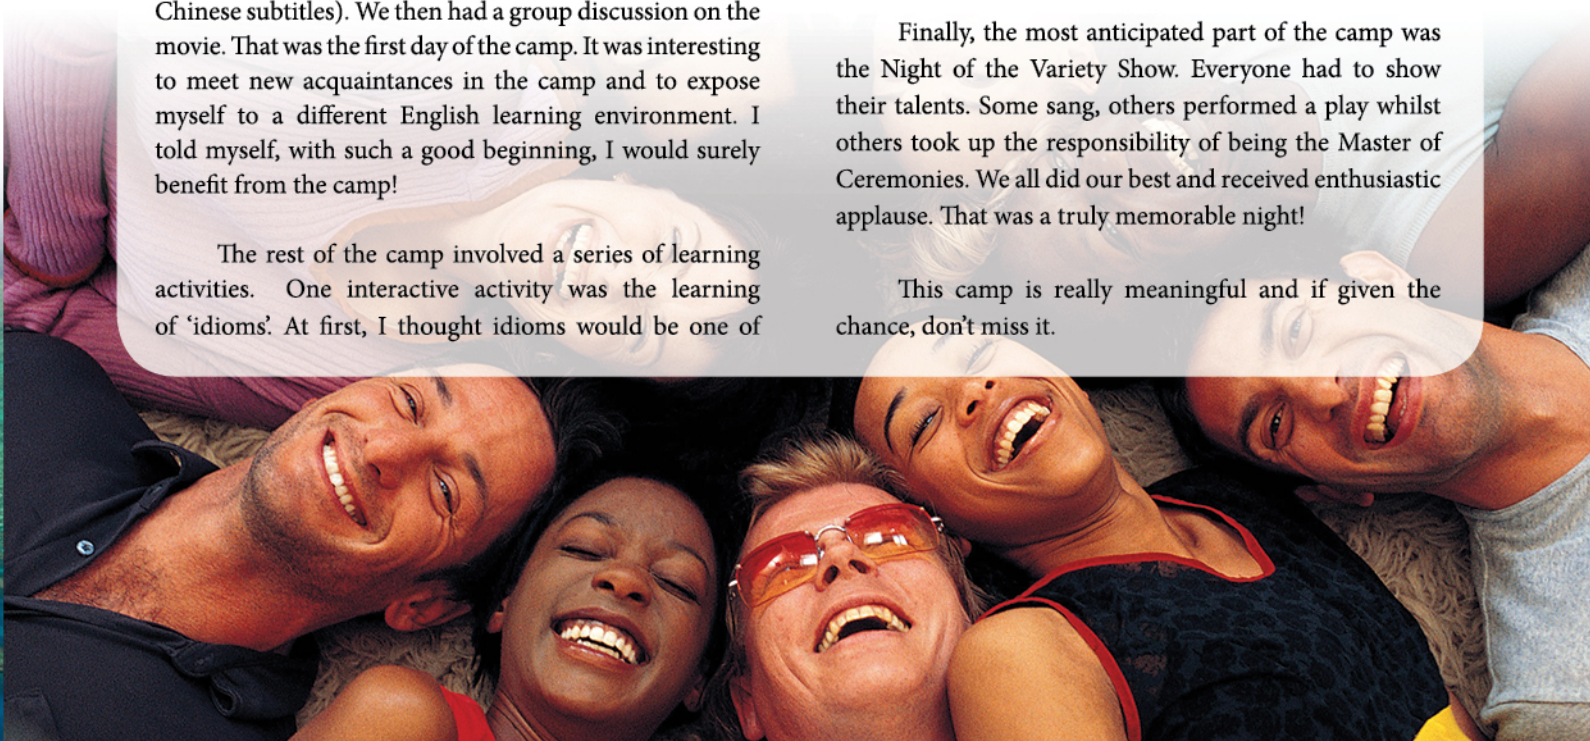 Chinese subtitles). We then had a group discussion on the
movie. That was the first day of the camp. It was interesting
to meet new acquaintances in the camp and to expose
myself to a different English learning environment. I
told myself, with such a good beginning, I would surely
benefit from the camp!
The rest of the camp involved a series of learning
activities. One interactive activity was the learning
of ‘idioms’. At first, I thought idioms would be one of
Finally, the most anticipated part of the camp was
the Night of the Variety Show. Everyone had to show
their talents. Some sang, others performed a play whilst
others took up the responsibility of being the Master of
Ceremonies. We all did our best and received enthusiastic
applause. That was a truly memorable night!
This camp is really meaningful and if given the
chance, don’t miss it.